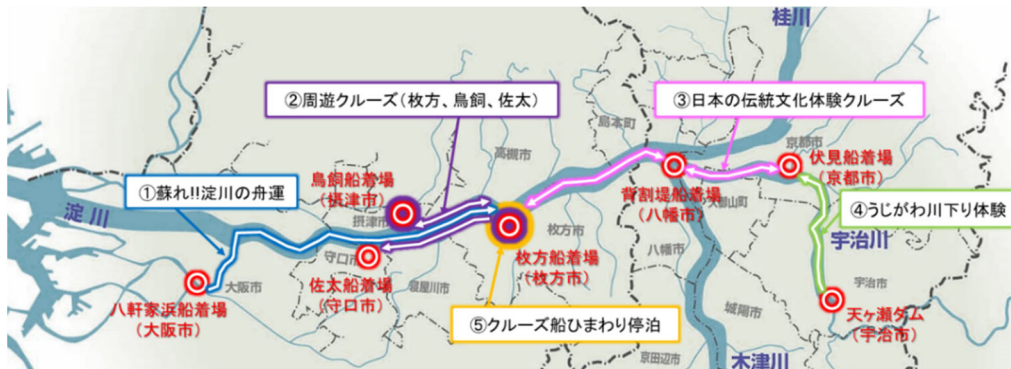 桂川
②周遊クルーズ(枚方、鳥飼、佐太)
③日本の伝統文化体験クルーズ
島本町
高槻市
京都市
伏見船着場
(京都市)
①蘇れ!!淀川の舟運
鳥飼船着場
(摂津市)
背割堤船着場
(八幡市)
淀川
摂津市
④うじがわ川下り体験
枚方市
宇治川
守口市
枚方船着場
(枚方市)
八幡市
佐太船着場
(守口市)
大阪市
寝屋川市
宇治市
八軒家浜船着場
(大阪市)
⑤クルーズ船ひまわり停泊
城陽市
天ヶ瀬ダム
(宇治市)
京田辺市
木津川